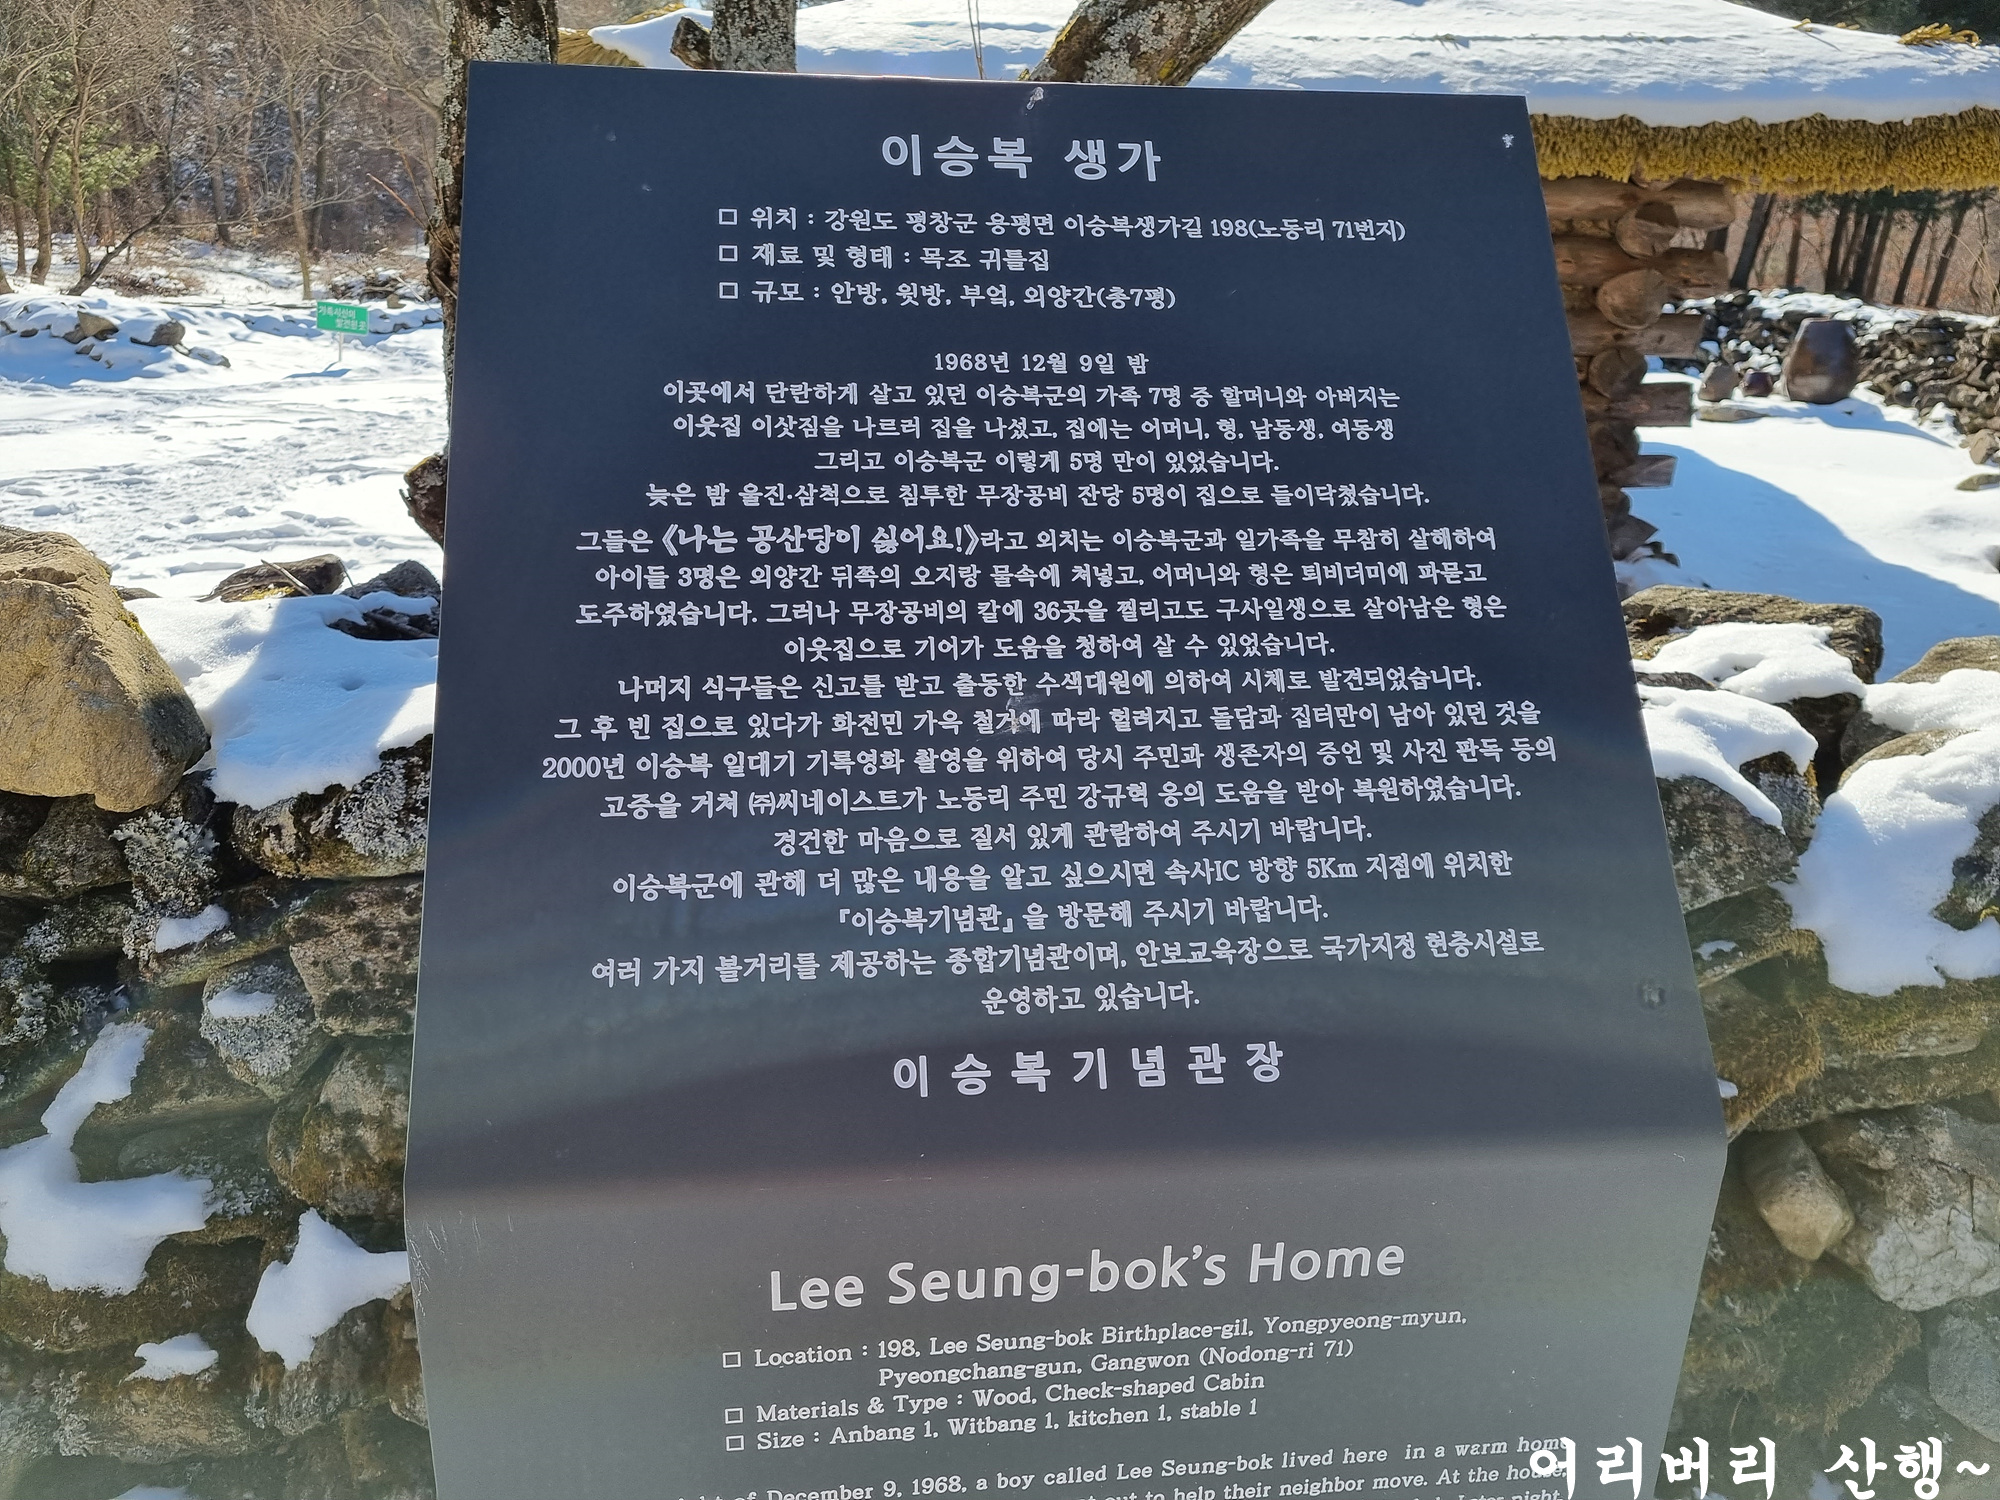 이승복 생가
□ 위치 : 강원도 평창군 용평면 이승복생가길 198(노동리 71번지)
□ 재료 및 형태 : 목조 귀틀집
□ 규모 : 안방, 윗방, 부엌, 외양간(총7평)
1968년 12월 9일 밤
이곳에서 단란하게 살고 있던 이승복군의 가족 7명 중 할머니와 아버지는
이웃집 이삿짐을 나르러 집을 나섰고, 집에는 어머니, 형, 남동생, 여동생
그리고 이승복군 이렇게 5명 만이 있었습니다.
늦은 밤 울진·삼척으로 침투한 무장공비 잔당 5명이 집으로 들이닥쳤습니다.
그들은 《나는 공산당이 싫어요!》라고 외치는 이승복군과 일가족을 무참히 살해하여
아이들 3명은 외양간 뒤쪽의 오지랑 물속에 쳐넣고, 어머니와 형은 퇴비더미에 파묻고
도주하였습니다. 그러나 무장공비의 칼에 36곳을 찔리고도 구사일생으로 살아남은 형은
이웃집으로 기어가 도움을 청하여 살 수 있었습니다.
나머지 식구들은 신고를 받고 출동한 수색대원에 의하여 시체로 발견되었습니다.
그 후 빈 집으로 있다가 화전민 가옥 철거에 따라 헐려지고 돌담과 집터만이 남아 있던 것을
2000년 이승복 일대기 기록영화 촬영을 위하여 당시 주민과 생존자의 증언 및 사진 판독 등의
고증을 거쳐 ㈜씨네이스트가 노동리 주민 강규혁 옹의 도움을 받아 복원하였습니다.
경건한 마음으로 질서 있게 관람하여 주시기 바랍니다.
이승복군에 관해 더 많은 내용을 알고 싶으시면 속사IC 방향 5Km 지점에 위치한
『이승복기념관』을 방문해 주시기 바랍니다.
여러 가지 볼거리를 제공하는 종합기념관이며, 안보교육장으로 국가지정 현충시설로
운영하고 있습니다.
이승복기념관장
Lee Seung-bok's Home
□ Location : 198, Lee Seung-bok Birthplace-gil, Yongpyeong-myun,
Pyeongchang-gun, Gangwon (Nodong-ri 71)
□ Materials & Type : Wood, Check-shaped Cabin
□ Size : Anbang 1, Witbang 1, kitchen 1, stable 1
of December 9, 1968, a boy called Lee Seung-bok lived here in a warm home
out to help their neighbor move. At the house,
Later night,
어리버리 산행~